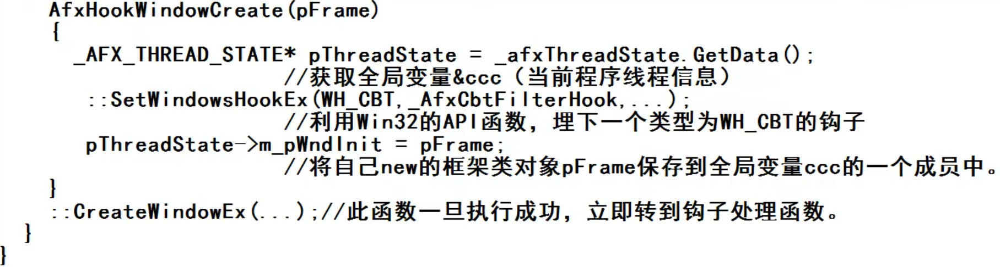 AfxHookWindowCreate(pFrame)
{
_AFX_THREAD_STATE* pThreadState = _afxThreadState.GetData();
//获取全局变量&ccc（当前程序线程信息）
::SetWindowsHookEx(WH_CBT,_AfxCbtFilterHook,...);
//利用Win32的API函数，埋下一个类型为WH_CBT的钩子
pThreadState->m_pWndInit = pFrame;
//将自己new的框架类对象pFrame保存到全局变量ccc的一个成员中。
}
::CreateWindowEx(...);//此函数一旦执行成功，立即转到钩子处理函数。
}
}